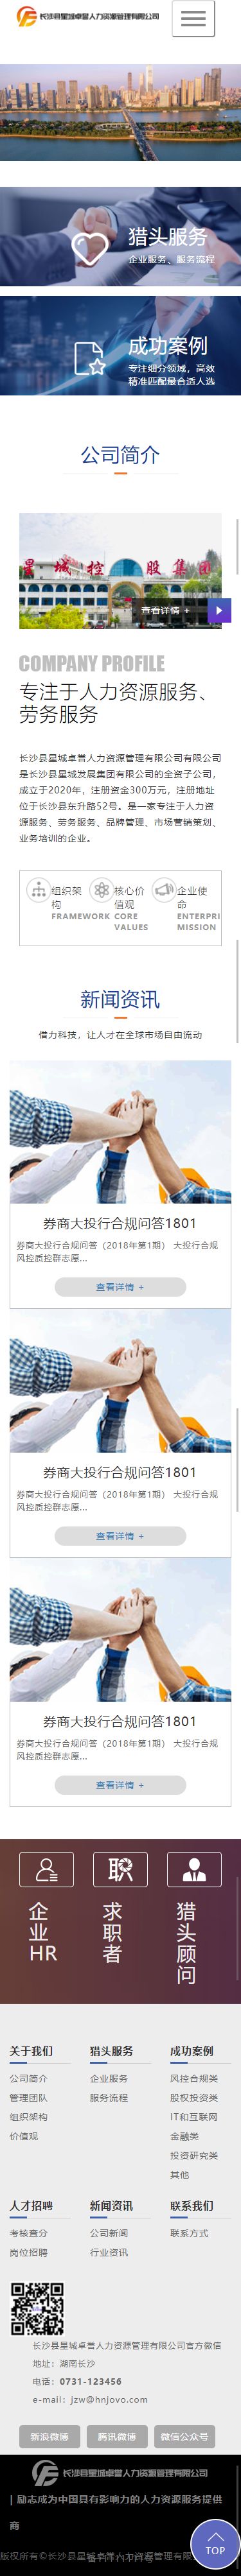 长沙县星城卓誉人力资源管理有限公司
猎头服务
企业服务、服务流程
成功案例
专注细分领域，高效
精准匹配最合适人选
公司简介
星城控股集团
查看详情 +
COMPANY PROFILE
专注于人力资源服务、
劳务服务
长沙县星城卓誉人力资源管理有限公司有限公司
是长沙县星城发展集团有限公司的全资子公司，
成立于2020年，注册资金300万元，注册地址
位于长沙县东升路52号。是一家专注于人力资
源服务、劳务服务、品牌管理、市场营销策划、
业务培训的企业。
组织架
构
FRAMEWORK
核心价
值观
CORE
VALUES
企业使
命
ENTERPRI
MISSION
新闻资讯
借力科技，让人才在全球市场自由流动
券商大投行合规问答1801
券商大投行合规问答（2018年第1期） 大投行合规
风控质控群志愿...
查看详情 +
券商大投行合规问答1801
券商大投行合规问答（2018年第1期） 大投行合规
风控质控群志愿...
查看详情 +
券商大投行合规问答1801
券商大投行合规问答（2018年第1期） 大投行合规
风控质控群志愿...
查看详情 +
企业HR
求职者
猎头顾问
关于我们
公司简介
管理团队
组织架构
价值观
猎头服务
企业服务
服务流程
成功案例
风控合规类
股权投资类
IT和互联网
金融类
投资研究类
其他
人才招聘
考核查分
岗位招聘
新闻资讯
公司新闻
行业资讯
联系我们
联系方式
长沙县星城卓誉人力资源管理有限公司官方微信
地址：湖南长沙
电话：0731-123456
e-mail：jzw@hnjovo.com
新浪微博
腾讯微博
微信公众号
长沙县星城卓誉人力资源管理有限公司
| 励志成为中国具有影响力的人力资源服务提供
商
TOP
版权所有©长沙县星城卓誉人力资源管理有限